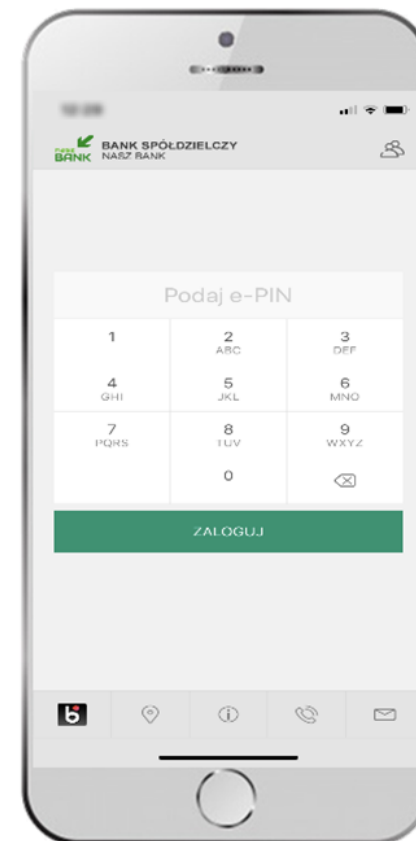 nasz
BANK
BANK SPÓŁDZIELCZY
NASZ BANK
Podaj e-PIN
1
2
3
ABC
DEF
4
5
6
GHI
JKL
MNO
7
8
9
PQRS
TUV
WXYZ
0
ZALOGUJ
b